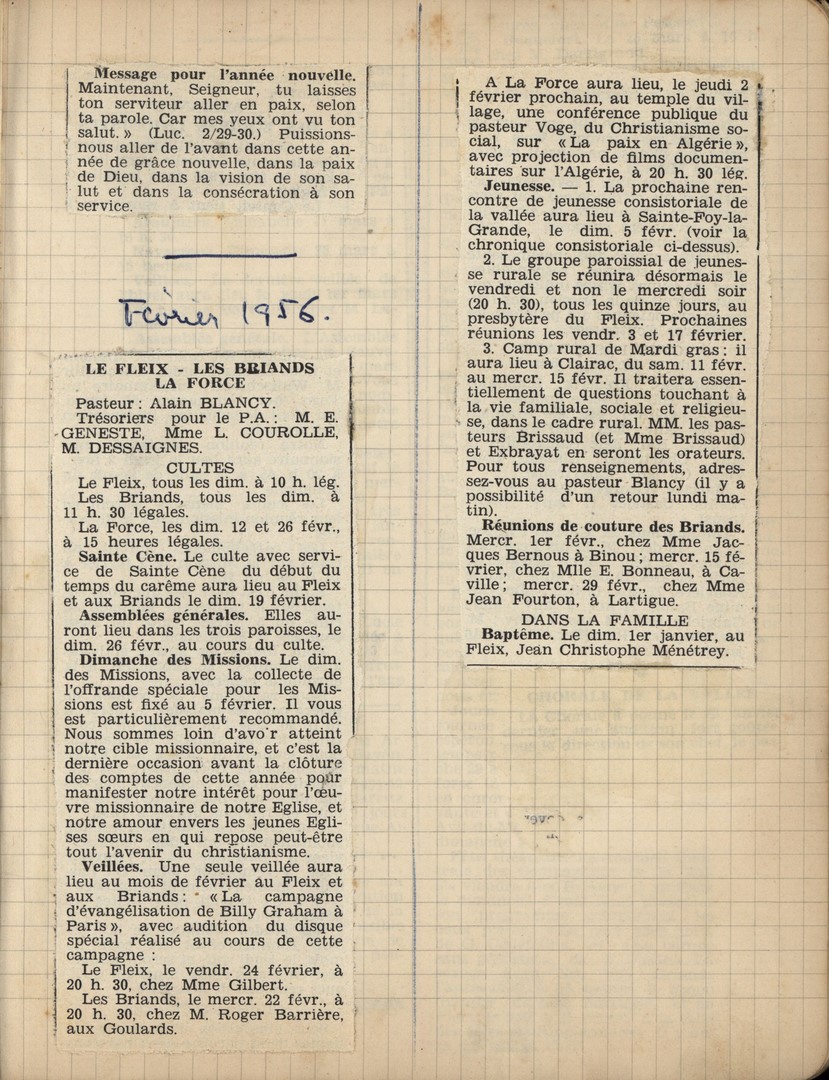 Message pour l'année nouvelle.
Maintenant, Seigneur, tu laisses
ton serviteur aller en paix, selon
ta parole. Car mes yeux ont vu ton
salut. » (Luc. 2/29-30.) Puissions-
nous aller de l'avant dans cette an-
née de grâce nouvelle, dans la paix
de Dieu, dans la vision de son sa-
lut et dans la consécration à son
service.
Février 1956.
LE FLEIX - LES BRIANDS
LA FORCE
Pasteur : Alain BLANCY.
Trésoriers pour le P.A. : M. E.
GENESTE, Mme L. COUROLLE,
M. DESSAIGNES.
CULTES
Le Fleix, tous les dim. à 10 h. lég.
Les Briands, tous les dim. à
11 h. 30 légales.
La Force, les dim. 12 et 26 févr.,
à 15 heures légales.
Sainte Cène. Le culte avec servi-
ce de Sainte Cène du début du
temps du carême aura lieu au Fleix
et aux Briands le dim. 19 février.
Assemblées générales. Elles au-
ront lieu dans les trois paroisses, le
dim. 26 févr., au cours du culte.
Dimanche des Missions. Le dim.
des Missions, avec la collecte de
l'offrande spéciale pour les Mis-
sions est fixé au 5 février. Il vous
est particulièrement recommandé.
Nous sommes loin d'avoir atteint
notre cible missionnaire, et c'est la
dernière occasion avant la clôture
des comptes de cette année pour
manifester notre intérêt pour l'œu-
vre missionnaire de notre Eglise, et
notre amour envers les jeunes Egli-
ses sœurs en qui repose peut-être
tout l'avenir du christianisme.
Veillées. Une seule veillée aura
lieu au mois de février au Fleix et
aux Briands : « La campagne
d'évangélisation de Billy Graham à
Paris », avec audition du disque
spécial réalisé au cours de cette
campagne :
Le Fleix, le vendr. 24 février, à
20 h. 30, chez Mme Gilbert.
Les Briands, le mercr. 22 févr., à
20 h. 30, chez M. Roger Barrière,
aux Goulards.
A La Force aura lieu, le jeudi 2
février prochain, au temple du vil-
lage, une conférence publique du
pasteur Voge, du Christianisme so-
cial, sur « La paix en Algérie »,
avec projection de films documen-
taires sur l'Algérie, à 20 h. 30 lég.
Jeunesse. — 1. La prochaine ren-
contre de jeunesse consistoriale de
la vallée aura lieu à Sainte-Foy-la-
Grande, le dim. 5 févr. (voir la
chronique consistoriale ci-dessus).
2. Le groupe paroissial de jeunes-
se rurale se réunira désormais le
vendredi et non le mercredi soir
(20 h. 30), tous les quinze jours, au
presbytère du Fleix. Prochaines
réunions les vendr. 3 et 17 février.
3. Camp rural de Mardi gras : il
aura lieu à Clairac, du sam. 11 févr.
au mercr. 15 févr. Il traitera essen-
tiellement de questions touchant à
la vie familiale, sociale et religieu-
se, dans le cadre rural. MM. les pas-
teurs Brissaud (et Mme Brissaud)
et Exbrayat en seront les orateurs.
Pour tous renseignements, adres-
sez-vous au pasteur Blancy (il y a
possibilité d'un retour lundi ma-
tin).
Réunions de couture des Briands.
Mercr. 1er févr., chez Mme Jac-
ques Bernous à Binou ; mercr. 15 fé-
vrier, chez Mlle E. Bonneau, à Ca-
ville ; mercr. 29 févr., chez Mme
Jean Fourton, à Lartigue.
DANS LA FAMILLE
Baptême. Le dim. 1er janvier, au
Fleix, Jean Christophe Ménétrey.